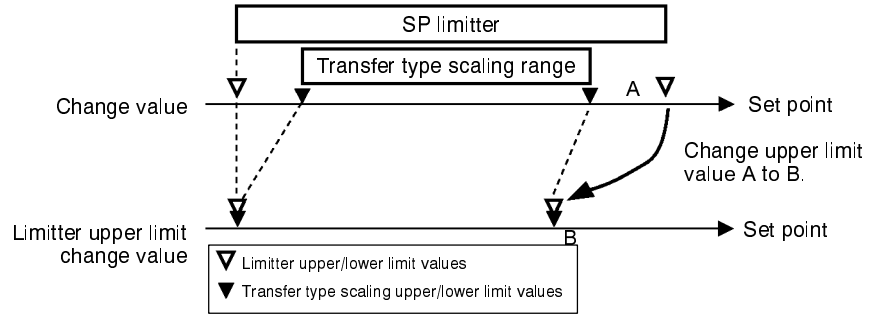 SP limitter
Transfer type scaling range
A
Change value
Set point
Change upper limit
value A to B.
Limitter upper limit
change value
Set point
B
Limitter upper/lower limit values
Transfer type scaling upper/lower limit values